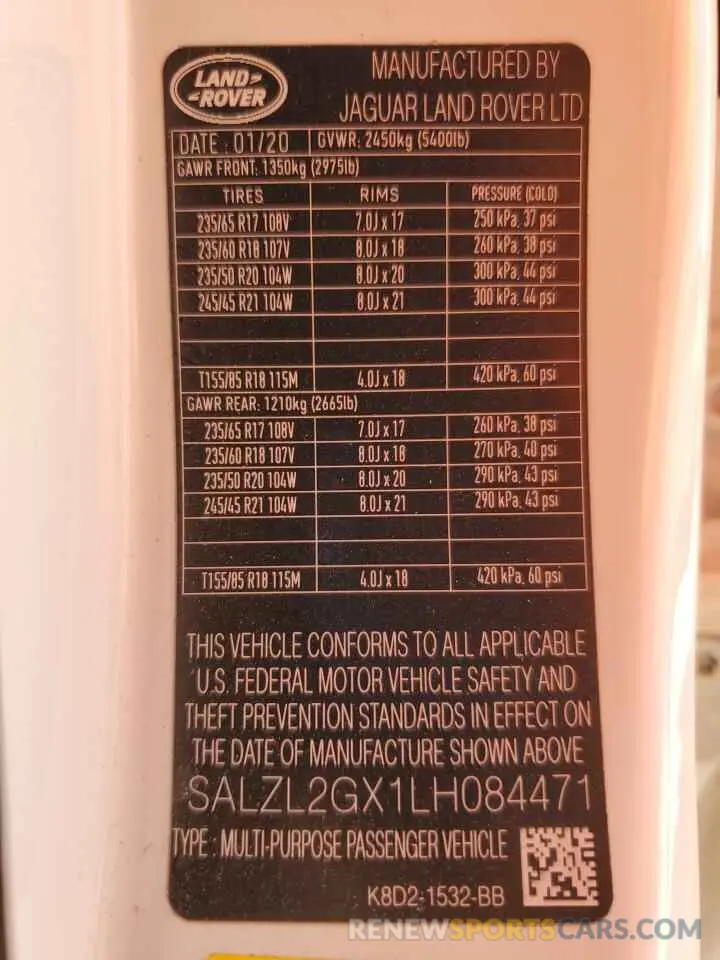 LAND-
-ROVER
MANUFACTURED BY
JAGUAR LAND ROVER LTD
DATE : 01/20 GVWR: 2450kg (5400lb)
GAWR FRONT: 1350kg (2975lb)
TIRES RIMS PRESSURE (COLD)
235/65 R17 108V 7.0J x 17 250 kPa, 37 psi
235/60 R18 107V 8.0J x 18 260 kPa, 38 psi
235/50 R20 104W 8.0J x 20 300 kPa, 44 psi
245/45 R21 104W 8.0J x 21 300 kPa, 44 psi
T155/85 R18 115M 4.0J x 18 420 kPa, 60 psi
GAWR REAR: 1210kg (2665lb)
235/65 R17 108V 7.0J x 17 260 kPa, 38 psi
235/60 R18 107V 8.0J x 18 270 kPa, 40 psi
235/50 R20 104W 8.0J x 20 290 kPa, 43 psi
245/45 R21 104W 8.0J x 21 290 kPa, 43 psi
T155/85 R18 115M 4.0J x 18 420 kPa, 60 psi
THIS VEHICLE CONFORMS TO ALL APPLICABLE
U.S. FEDERAL MOTOR VEHICLE SAFETY AND
THEFT PREVENTION STANDARDS IN EFFECT ON
THE DATE OF MANUFACTURE SHOWN ABOVE
SALZL2GX1LH084471
TYPE : MULTI-PURPOSE PASSENGER VEHICLE
K8D2-1532-BB
RENEWSPORTSCARS.COM